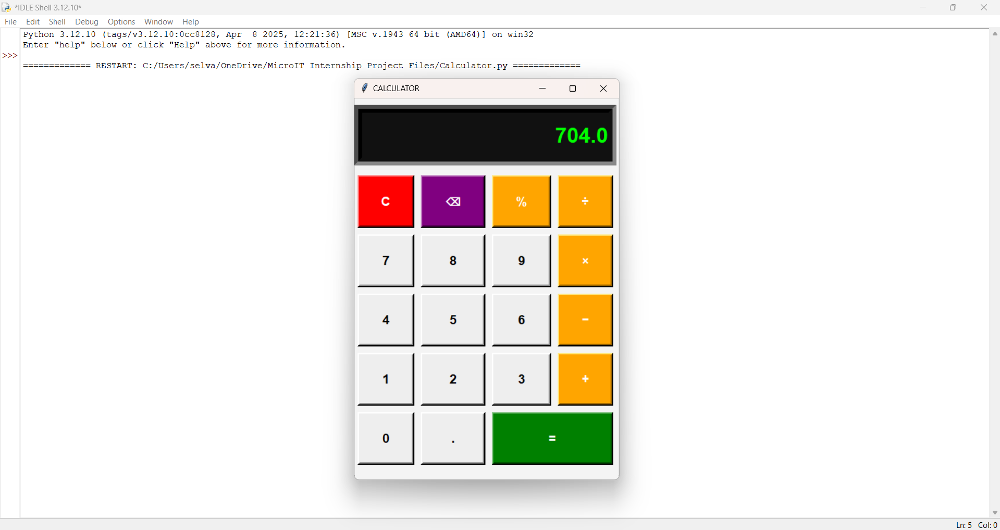 *IDLE Shell 3.12.10*
File Edit Shell Debug Options Window Help
Python 3.12.10 (tags/v3.12.10:0cc8128, Apr  8 2025, 12:21:36) [MSC v.1943 64 bit (AMD64)] on win32
Enter "help" below or click "Help" above for more information.
>>>
============= RESTART: C:/Users/selva/OneDrive/MicroIT Internship Project Files/Calculator.py =============
CALCULATOR
704.0
C ⌫ % ÷
7 8 9 ×
4 5 6 −
1 2 3 +
0 . =
Ln: 5 Col: 0